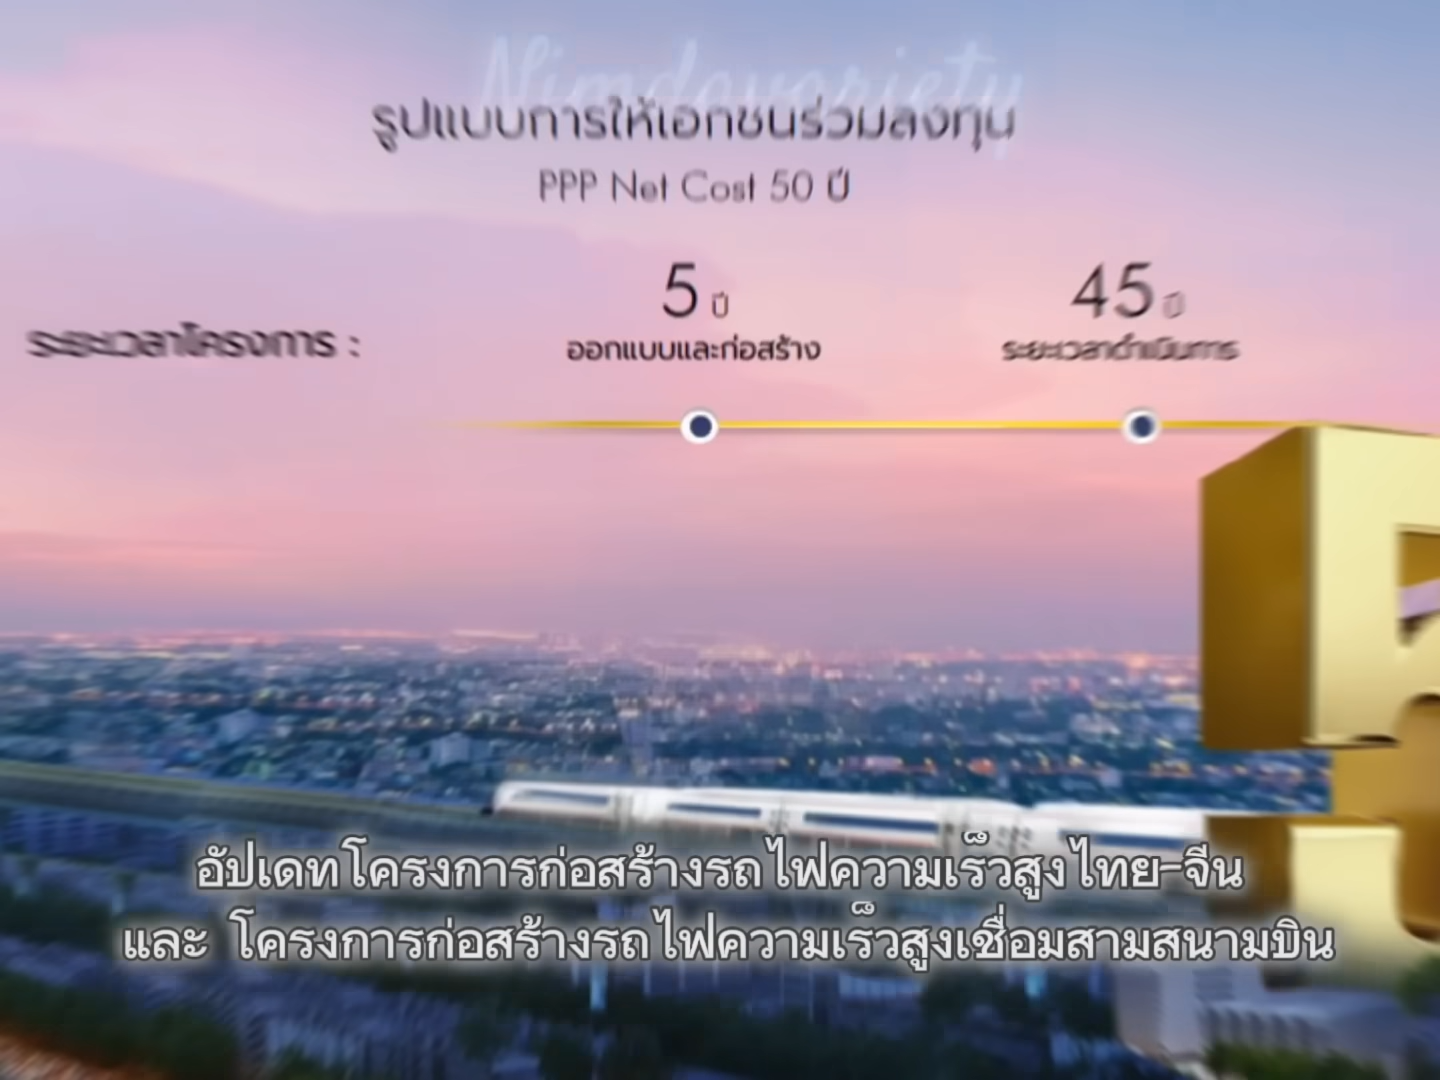 Nimdavariety
รูปแบบการให้เอกชนร่วมลงทุน
PPP Net Cost 50 ปี
5 ปี
45 ปี
ระยะเวลาโครงการ :
ออกแบบและก่อสร้าง
ระยะเวลาดำเนินการ
อัปเดทโครงการก่อสร้างรถไฟความเร็วสูงไทย-จีน
และ โครงการก่อสร้างรถไฟความเร็วสูงเชื่อมสามสนามบิน